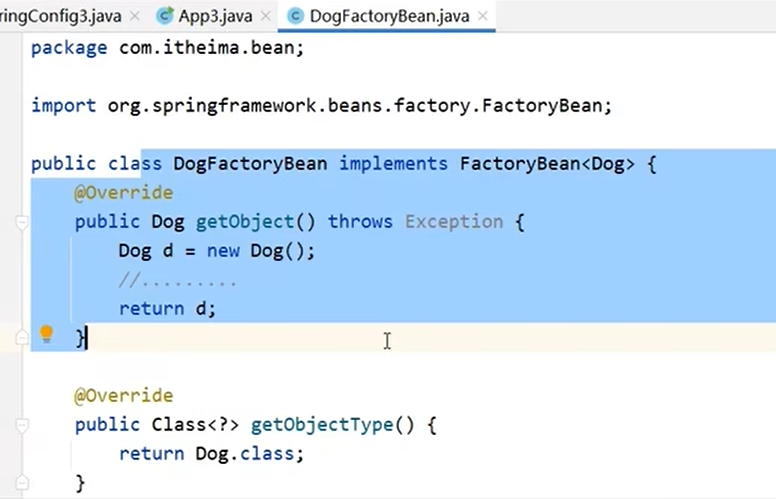 ringConfig3.java × App3.java × DogFactoryBean.java ×
package com.itheima.bean;
import org.springframework.beans.factory.FactoryBean;
public class DogFactoryBean implements FactoryBean<Dog> {
@Override
public Dog getObject() throws Exception {
Dog d = new Dog();
//.........
return d;
}
@Override
public Class<?> getObjectType() {
return Dog.class;
}